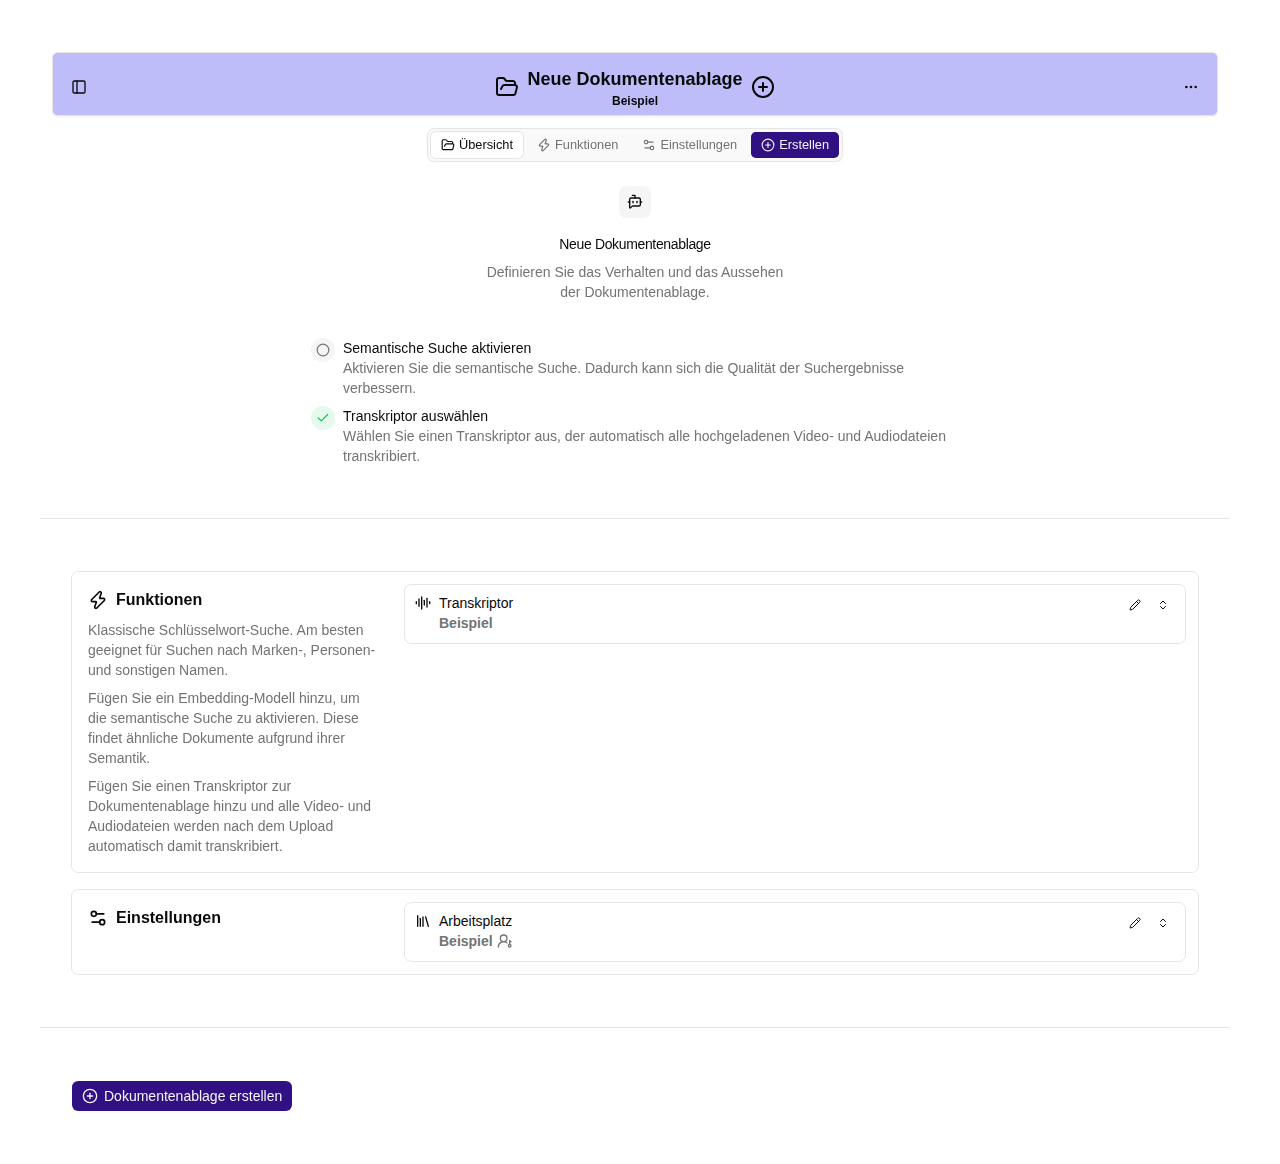 Neue Dokumentenablage
Beispiel
Übersicht
Funktionen
Einstellungen
Erstellen
Neue Dokumentenablage
Definieren Sie das Verhalten und das Aussehen
der Dokumentenablage.
Semantische Suche aktivieren
Aktivieren Sie die semantische Suche. Dadurch kann sich die Qualität der Suchergebnisse
verbessern.
Transkriptor auswählen
Wählen Sie einen Transkriptor aus, der automatisch alle hochgeladenen Video- und Audiodateien
transkribiert.
Funktionen
Klassische Schlüsselwort-Suche. Am besten
geeignet für Suchen nach Marken-, Personen-
und sonstigen Namen.
Fügen Sie ein Embedding-Modell hinzu, um
die semantische Suche zu aktivieren. Diese
findet ähnliche Dokumente aufgrund ihrer
Semantik.
Fügen Sie einen Transkriptor zur
Dokumentenablage hinzu und alle Video- und
Audiodateien werden nach dem Upload
automatisch damit transkribiert.
Transkriptor
Beispiel
Einstellungen
Arbeitsplatz
Beispiel
Dokumentenablage erstellen